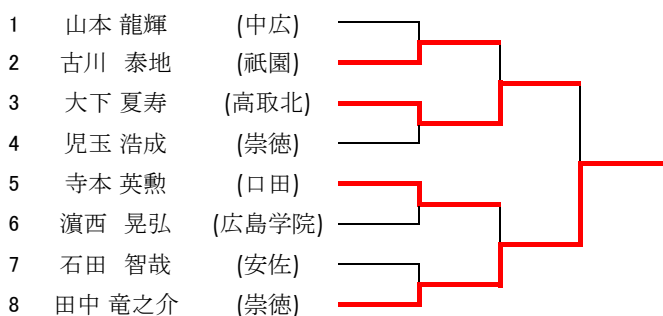 1 山本 龍輝 (中広)
2 古川 泰地 (祇園)
3 大下 夏寿 (高取北)
4 児玉 浩成 (崇徳)
5 寺本 英勲 (口田)
6 濵西 晃弘 (広島学院)
7 石田 智哉 (安佐)
8 田中 竜之介 (崇徳)